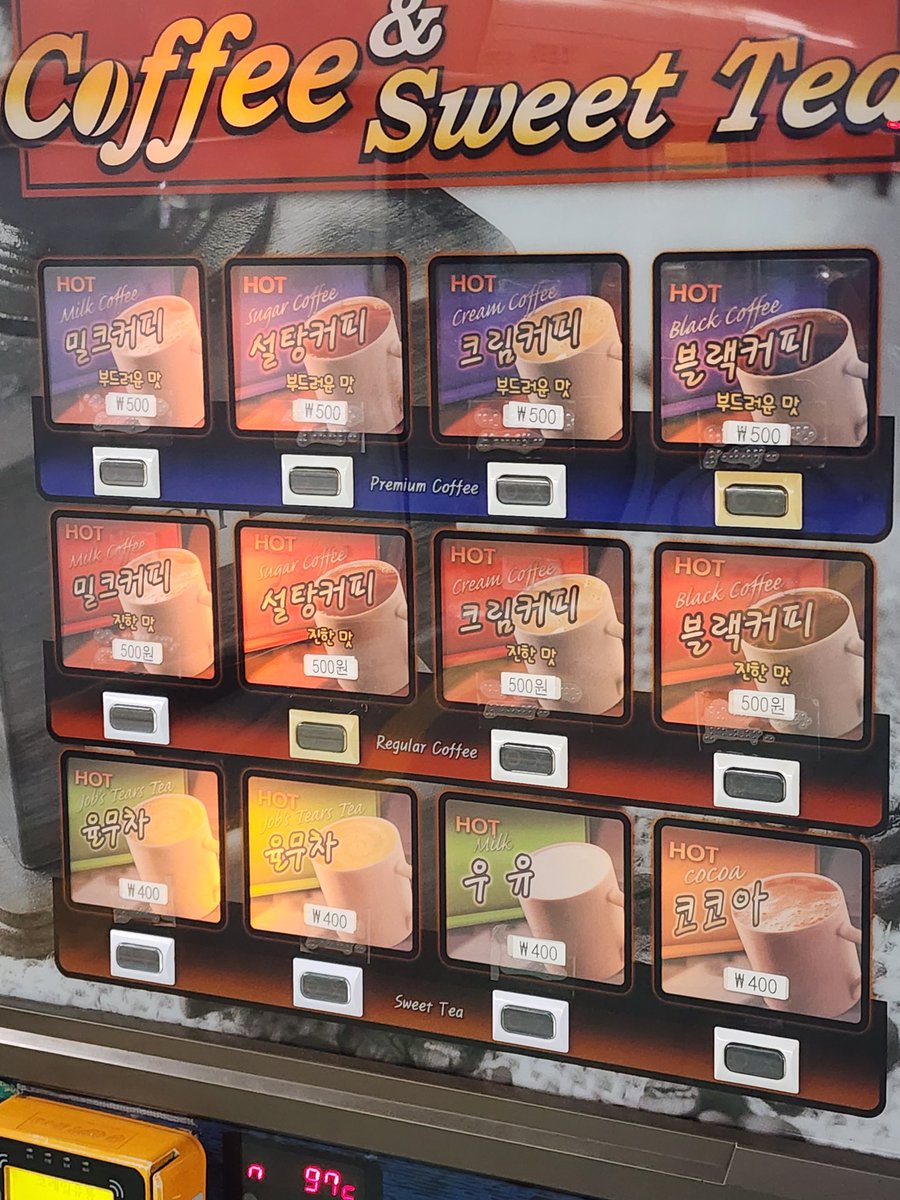 Coffee & Sweet Tea
HOT
Milk Coffee
밀크커피
부드러운 맛
₩500
HOT
Sugar Coffee
설탕커피
부드러운 맛
₩500
HOT
Cream Coffee
크림커피
부드러운 맛
₩500
HOT
Black Coffee
블랙커피
부드러운 맛
₩500
Premium Coffee
HOT
Milk Coffee
밀크커피
진한 맛
500원
HOT
Sugar Coffee
설탕커피
진한 맛
500원
HOT
Cream Coffee
크림커피
진한 맛
500원
HOT
Black Coffee
블랙커피
진한 맛
500원
Regular Coffee
HOT
Job's Tears Tea
율무차
₩400
HOT
Job's Tears Tea
율무차
₩400
HOT
Milk
우유
₩400
HOT
cocoa
코코아
₩400
Sweet Tea
n 97c